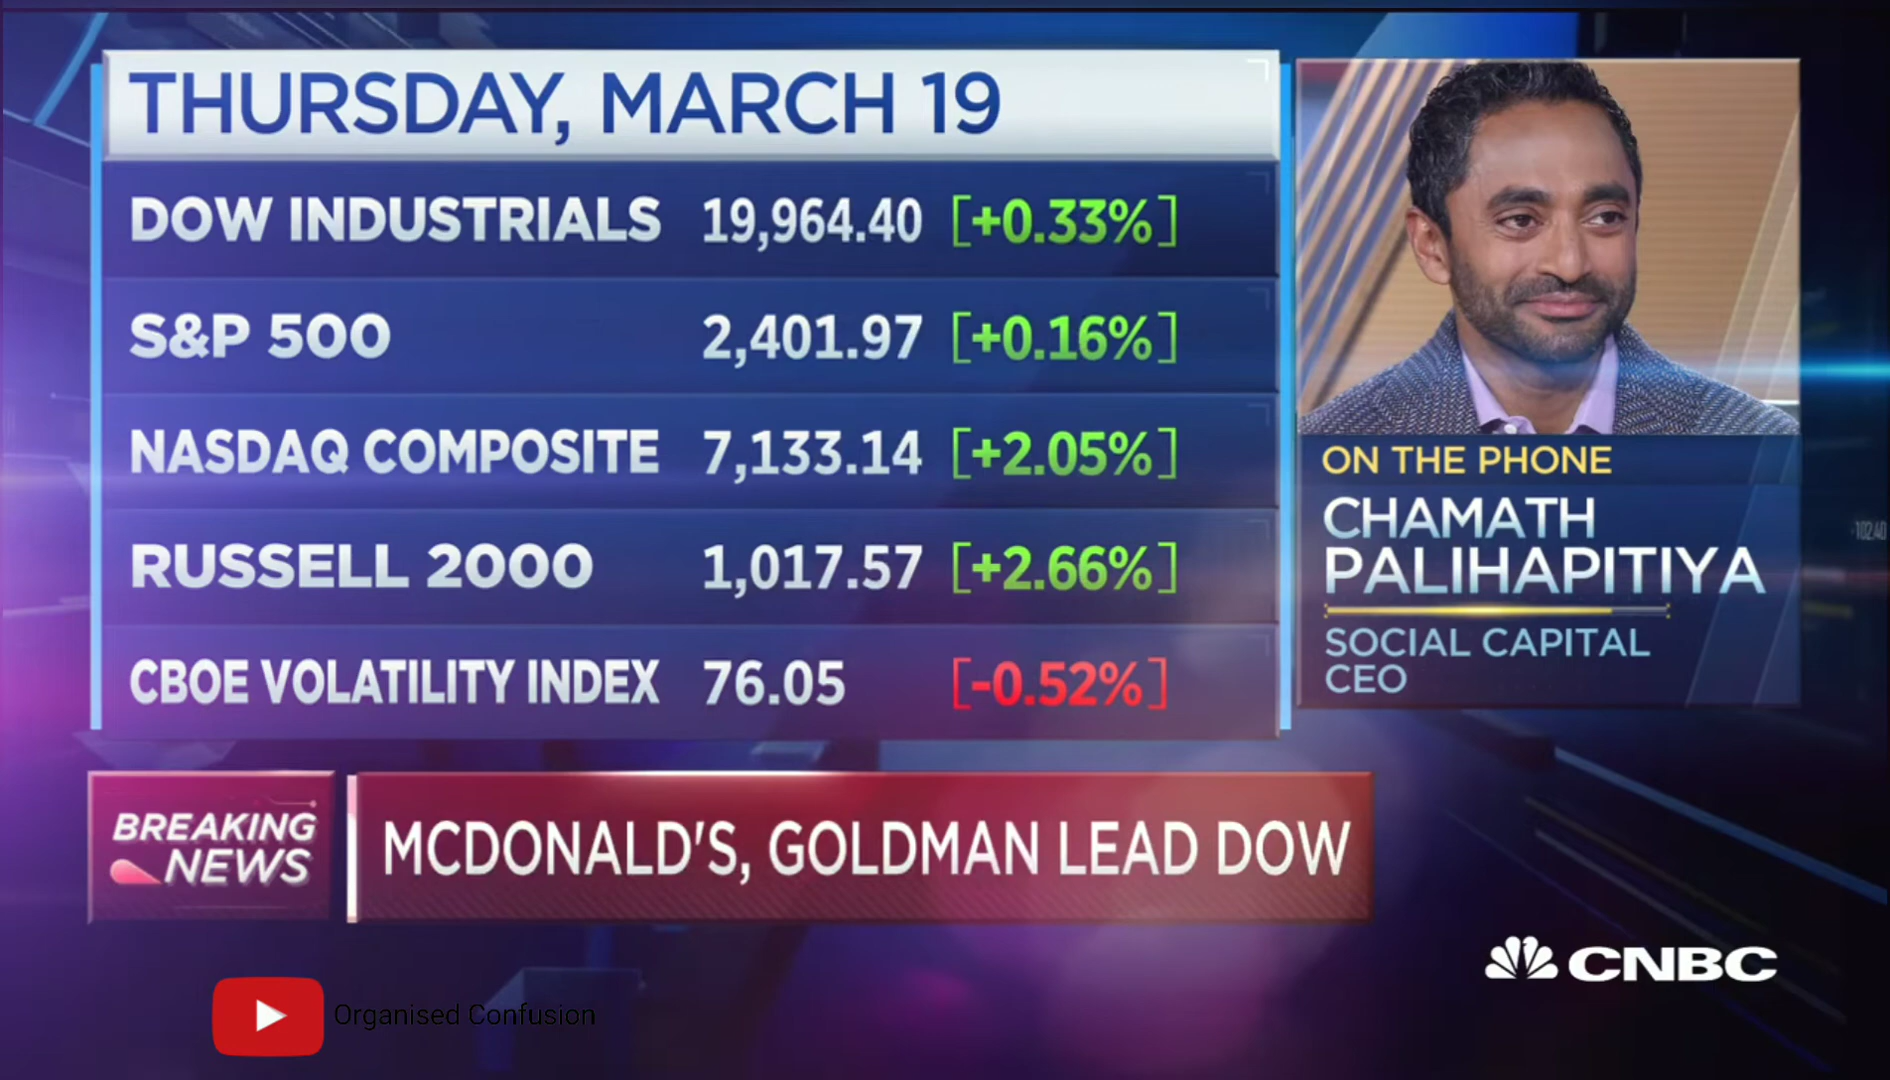 THURSDAY, MARCH 19
DOW INDUSTRIALS 19,964.40 [+0.33%]
S&P 500 2,401.97 [+0.16%]
NASDAQ COMPOSITE 7,133.14 [+2.05%]
RUSSELL 2000 1,017.57 [+2.66%]
CBOE VOLATILITY INDEX 76.05 [-0.52%]
ON THE PHONE
CHAMATH
PALIHAPITIYA
SOCIAL CAPITAL
CEO
102.40
BREAKING
NEWS
MCDONALD'S, GOLDMAN LEAD DOW
CNBC
Organised Confusion